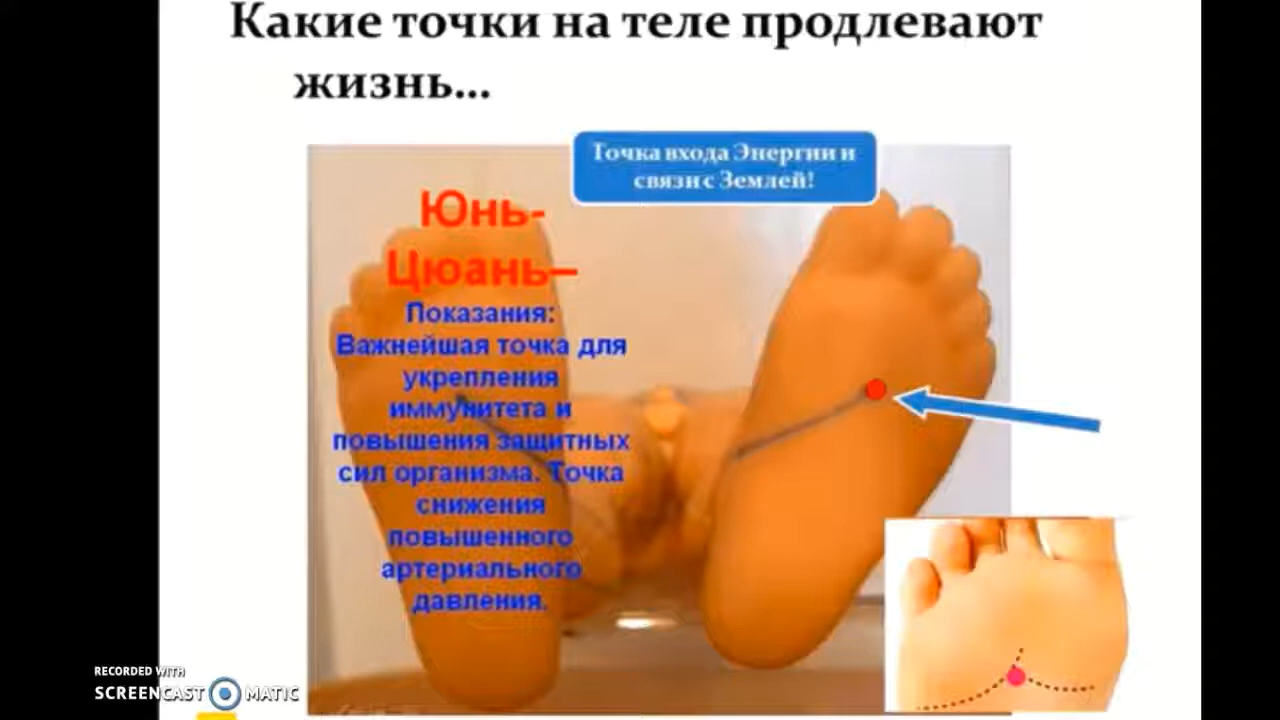 Какие точки на теле продлевают
жизнь...
Точка входа Энергии и
связи с Землей!
Юнь-
Цюань–
Показания:
Важнейшая точка для
укрепления
иммунитета и
повышения защитных
сил организма. Точка
снижения
повышенного
артериального
давления.
RECORDED WITH
SCREENCAST MATIC